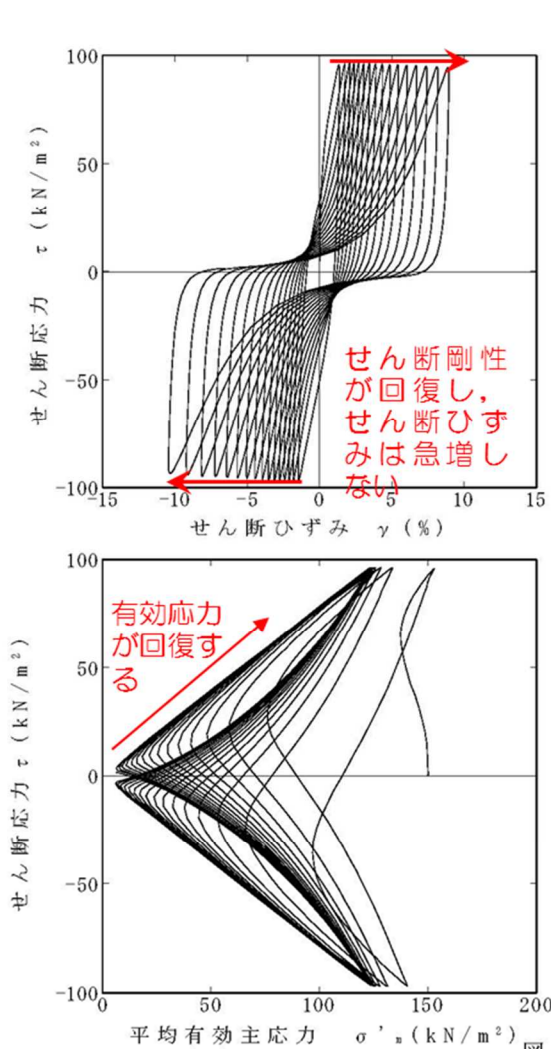 100
50
0
-50
-100
せん断応力 τ (kN/m²)
せん断剛性
が回復し,
せん断ひず
みは急増し
ない
-15 -10 -5 0 5 10 15
せん断ひずみ γ (%)
有効応力
が回復す
る
100
50
0
-50
-100
せん断応力 τ (kN/m²)
0 50 100 150 200
平均有効主応力 σ'm(kN/m²)